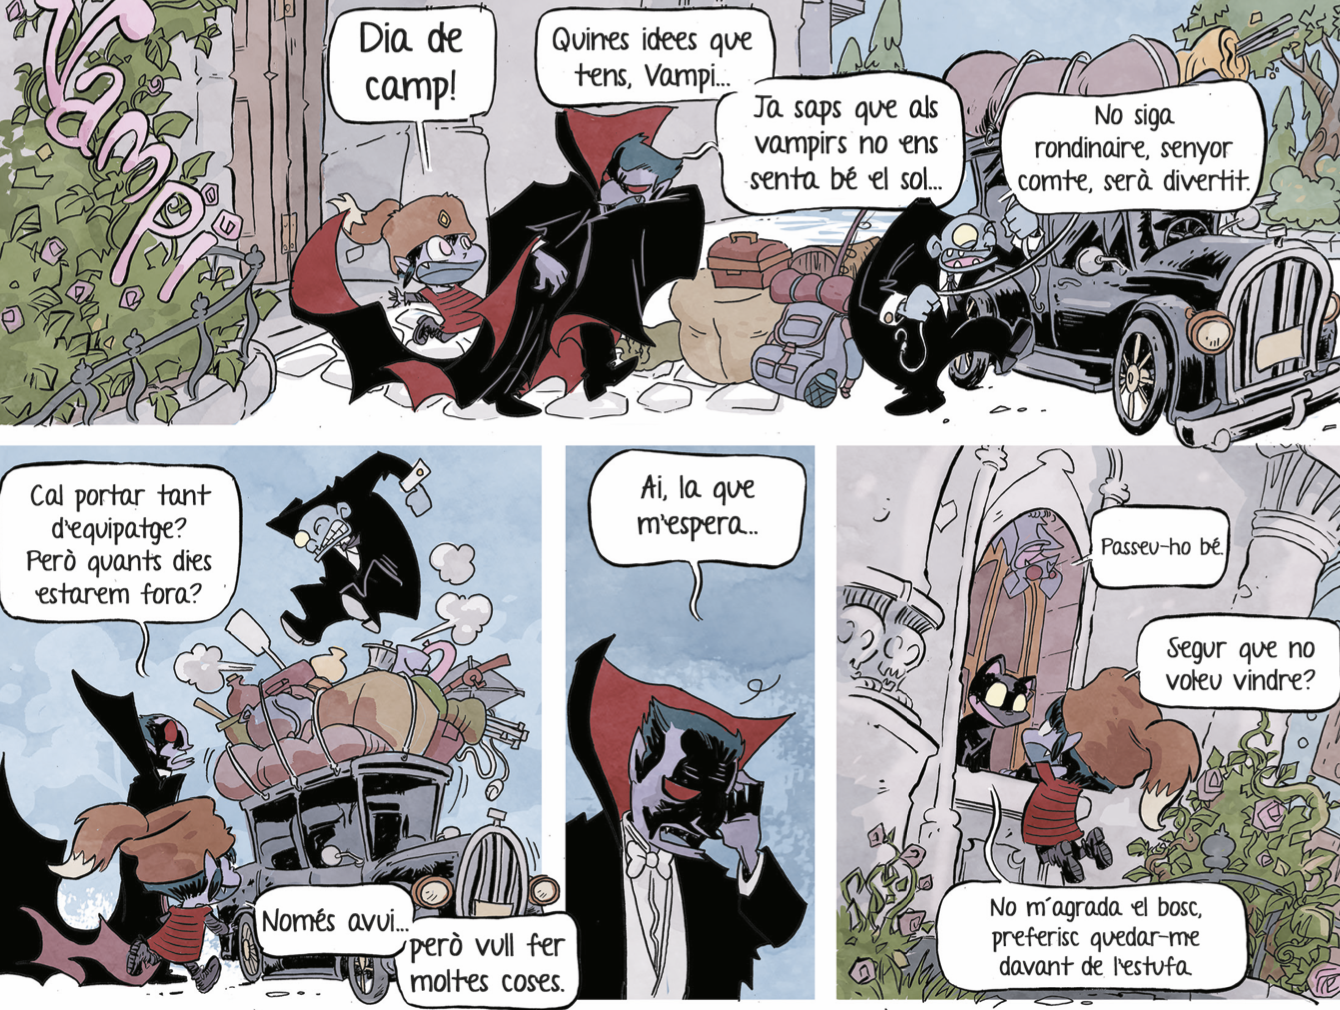 Vampi
Dia de
camp!
Quines idees que
tens, Vampi...
Ja saps que als
vampirs no ens
senta bé el sol...
No siga
rondinaire, senyor
comte, serà divertit.
Cal portar tant
d'equipatge?
Però quants dies
estarem fora?
Només avui...
però vull fer
moltes coses.
Ai, la que
m'espera...
Passeu-ho bé.
Segur que no
voleu vindre?
No m'agrada el bosc,
preferisc quedar-me
davant de l'estufa.